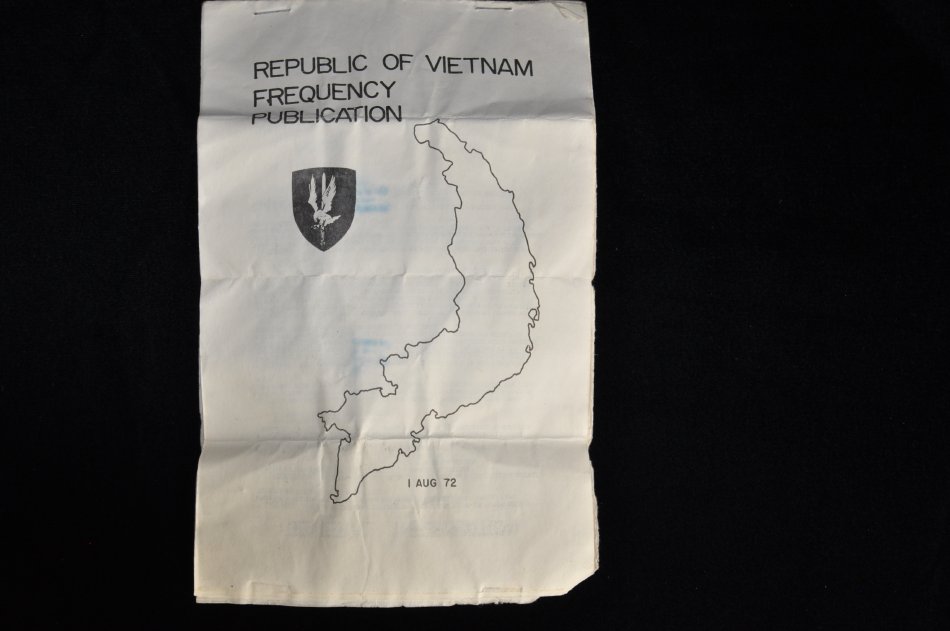 REPUBLIC OF VIETNAM
FREQUENCY
PUBLICATION
1 AUG 72